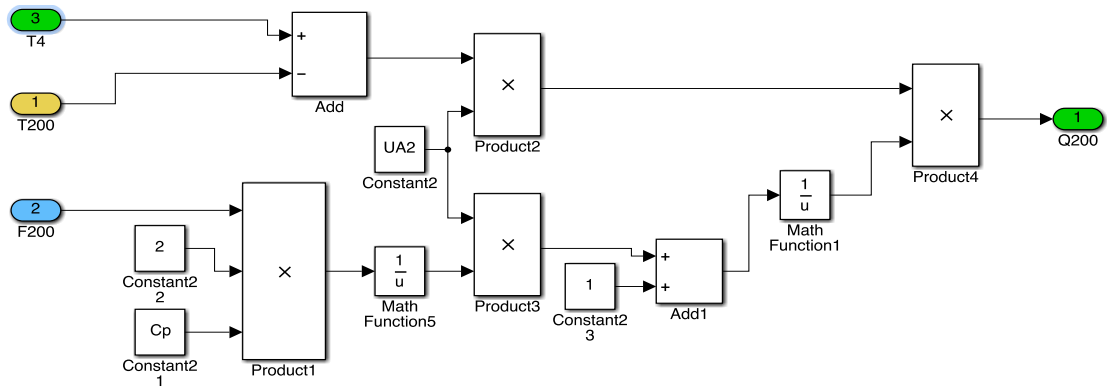 3
T4
+
−
Add
1
T200
UA2
Constant2
×
Product2
×
Product4
1
Q200
2
F200
2
Constant2
2
Cp
Constant2
1
×
Product1
1
u
Math
Function5
×
Product3
1
Constant2
3
+
+
Add1
1
u
Math
Function1